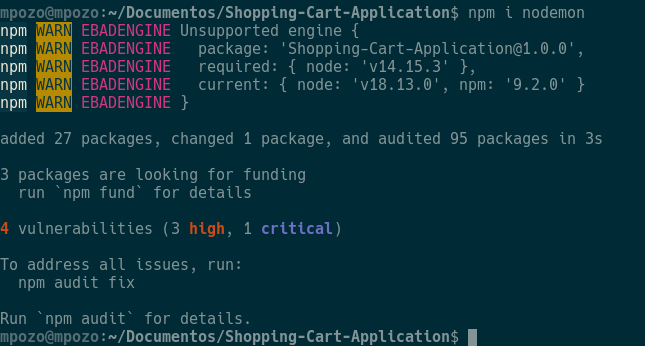 mpozo@mpozo:~/Documentos/Shopping-Cart-Application$ npm i nodemon
npm WARN EBADENGINE Unsupported engine {
npm WARN EBADENGINE   package: 'Shopping-Cart-Application@1.0.0',
npm WARN EBADENGINE   required: { node: 'v14.15.3' },
npm WARN EBADENGINE   current: { node: 'v18.13.0', npm: '9.2.0' }
npm WARN EBADENGINE }
added 27 packages, changed 1 package, and audited 95 packages in 3s
3 packages are looking for funding
  run `npm fund` for details
4 vulnerabilities (3 high, 1 critical)
To address all issues, run:
  npm audit fix
Run `npm audit` for details.
mpozo@mpozo:~/Documentos/Shopping-Cart-Application$